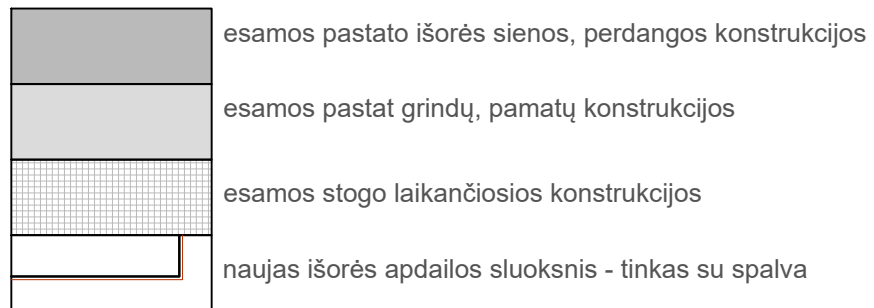 esamos pastato išorės sienos, perdangos konstrukcijos
esamos pastat grindų, pamatų konstrukcijos
esamos stogo laikančiosios konstrukcijos
naujas išorės apdailos sluoksnis - tinkas su spalva